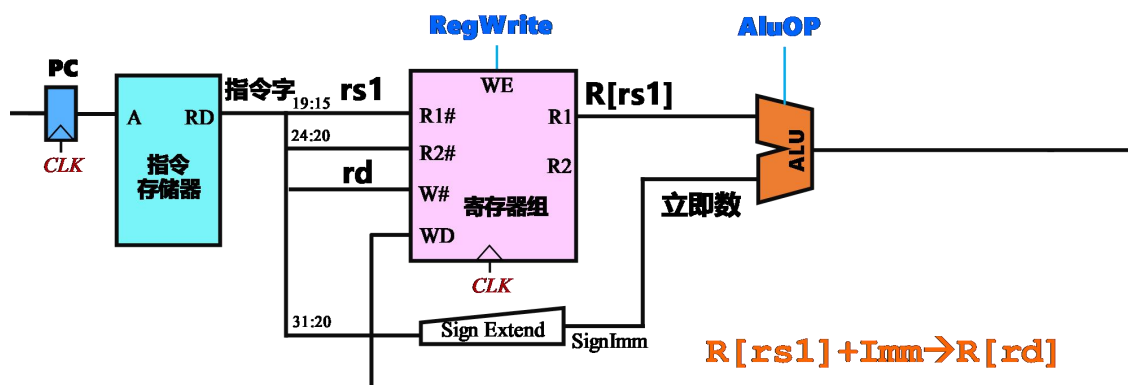 RegWrite
AluOP
PC
指令字
rs1
WE
R[rs1]
19:15
A
RD
R1#
R1
24:20
R2#
R2
ALU
CLK
指令
存储器
rd
W#
寄存器组
立即数
WD
CLK
31:20
Sign Extend
SignImm
R[rs1]+Imm→R[rd]